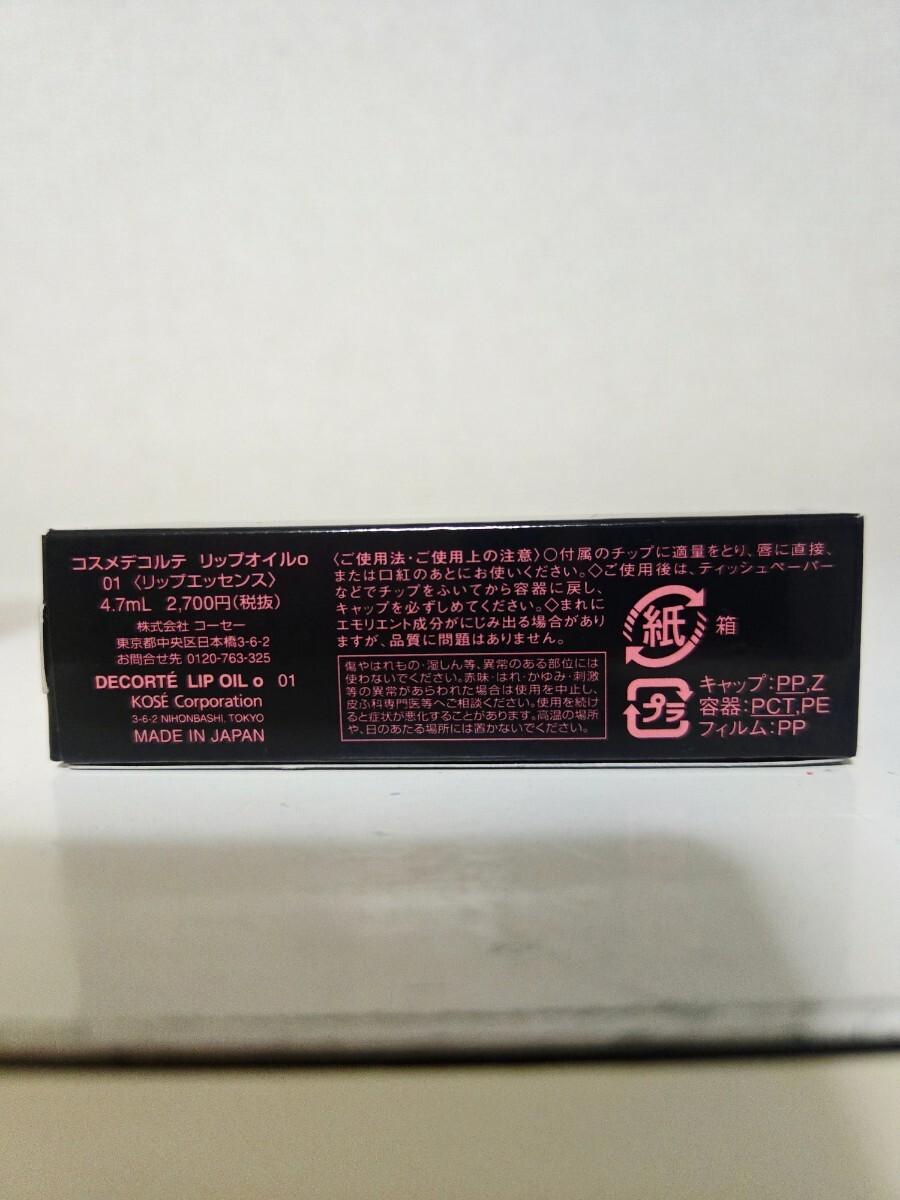 コスメデコルテ リップオイルo
01〈リップエッセンス〉
4.7mL 2,700円(税抜)
株式会社 コーセー
東京都中央区日本橋3-6-2
お問合せ先 0120-763-325
DECORTÉ LIP OIL o 01
KOSÉ Corporation
3-6-2 NIHONBASHI, TOKYO
MADE IN JAPAN
〈ご使用法・ご使用上の注意〉○付属のチップに適量をとり、唇に直接、
または口紅のあとにお使いください。◇ご使用後は、ティッシュペーパー
などでチップをふいてから容器に戻し、
キャップを必ずしめてください。◇まれに
エモリエント成分がにじみ出る場合があり
ますが、品質に問題はありません。
傷やはれもの・湿しん等、異常のある部位には
使わないでください。赤味・はれ・かゆみ・刺激
等の異常があらわれた場合は使用を中止し、
皮ふ科専門医等へご相談ください。使用を続け
ると症状が悪化することがあります。高温の場所
や、日のあたる場所には置かないでください。
紙 箱
プラ
キャップ:PP,Z
容器:PCT,PE
フィルム:PP